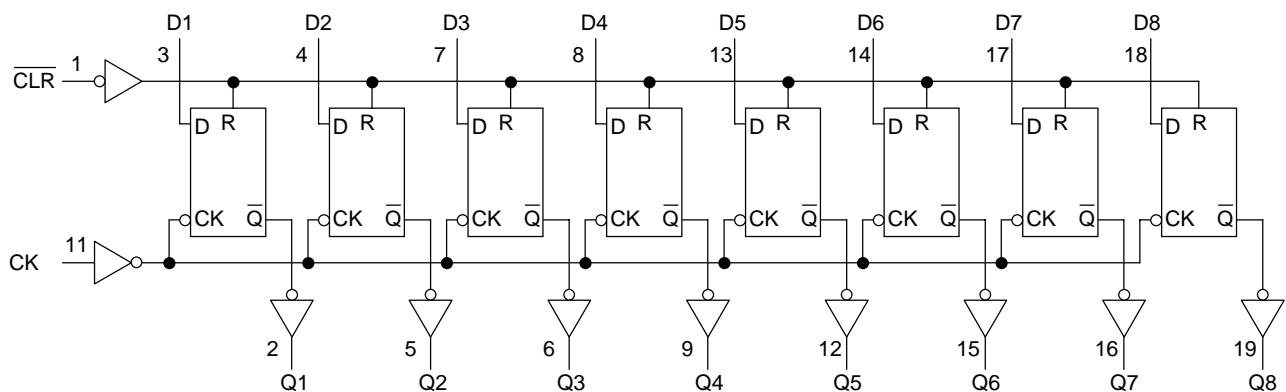 D1 D2 D3 D4 D5 D6 D7 D8
3 4 7 8 13 14 17 18
C̅L̅R̅ 1
D R D R D R D R D R D R D R D R
CK Q̅ CK Q̅ CK Q̅ CK Q̅ CK Q̅ CK Q̅ CK Q̅ CK Q̅
CK 11
2 5 6 9 12 15 16 19
Q1 Q2 Q3 Q4 Q5 Q6 Q7 Q8